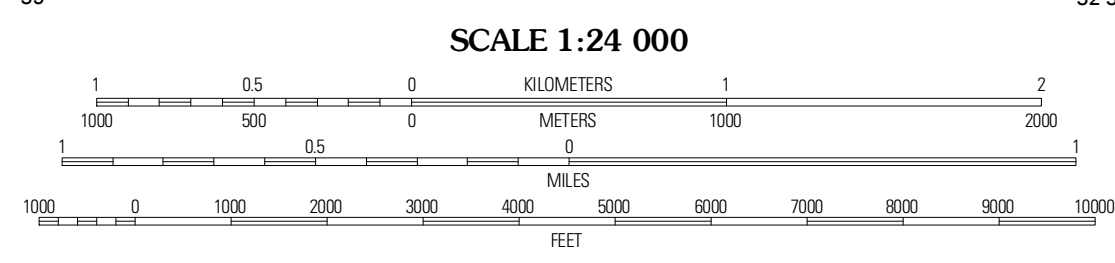 SCALE 1:24 000
1 0.5 0 KILOMETERS 1 2
1000 500 0 METERS 1000 2000
1 0.5 0 1
MILES
1000 0 1000 2000 3000 4000 5000 6000 7000 8000 9000 10000
FEET